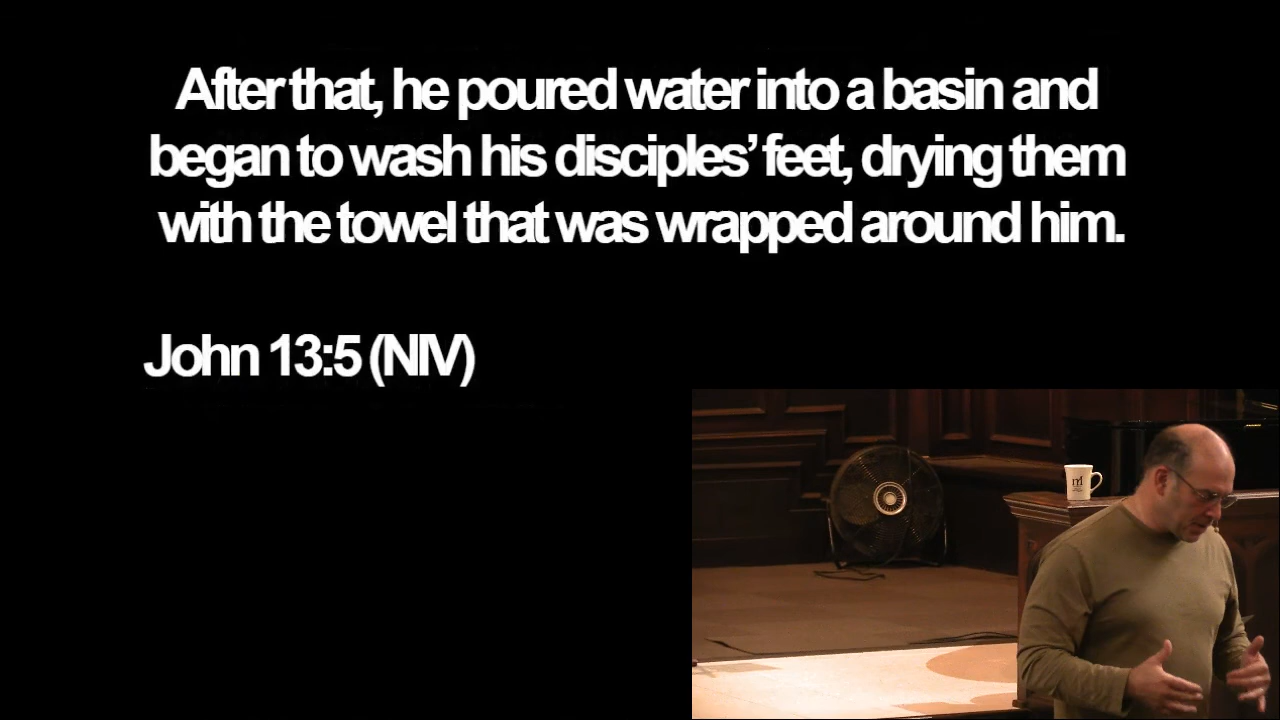 After that, he poured water into a basin and
began to wash his disciples’ feet, drying them
with the towel that was wrapped around him.
John 13:5 (NIV)